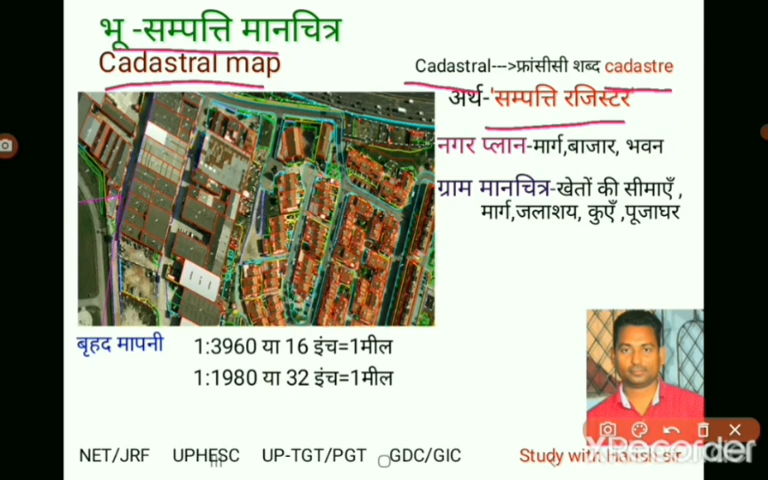 भू -सम्पत्ति मानचित्र
Cadastral map
Cadastral--->फ्रांसीसी शब्द cadastre
अर्थ-'सम्पत्ति रजिस्टर'
नगर प्लान-मार्ग,बाजार, भवन
ग्राम मानचित्र-खेतों की सीमाएँ ,
मार्ग,जलाशय, कुएँ ,पूजाघर
बृहद मापनी
1:3960 या 16 इंच=1मील
1:1980 या 32 इंच=1मील
NET/JRF UPHESC UP-TGT/PGT GDC/GIC
Study with Harish sir
XRecorder